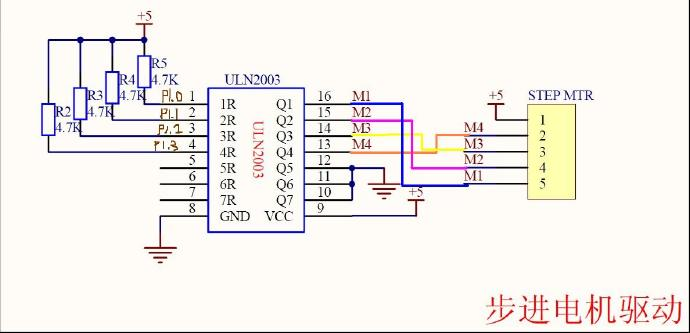 +5
R5
4.7K
R4
4.7K
R3
4.7K
R2
4.7K
P1.0
P1.1
P1.2
P1.3
ULN2003
1 1R Q1 16 M1
2 2R Q2 15 M2
3 3R Q3 14 M3
4 4R Q4 13 M4
5 5R Q5 12
6 6R Q6 11
7 7R Q7 10
8 GND VCC 9
ULN2003
+5
STEP MTR
+5
1
M4 2
M3 3
M2 4
M1 5
步进电机驱动